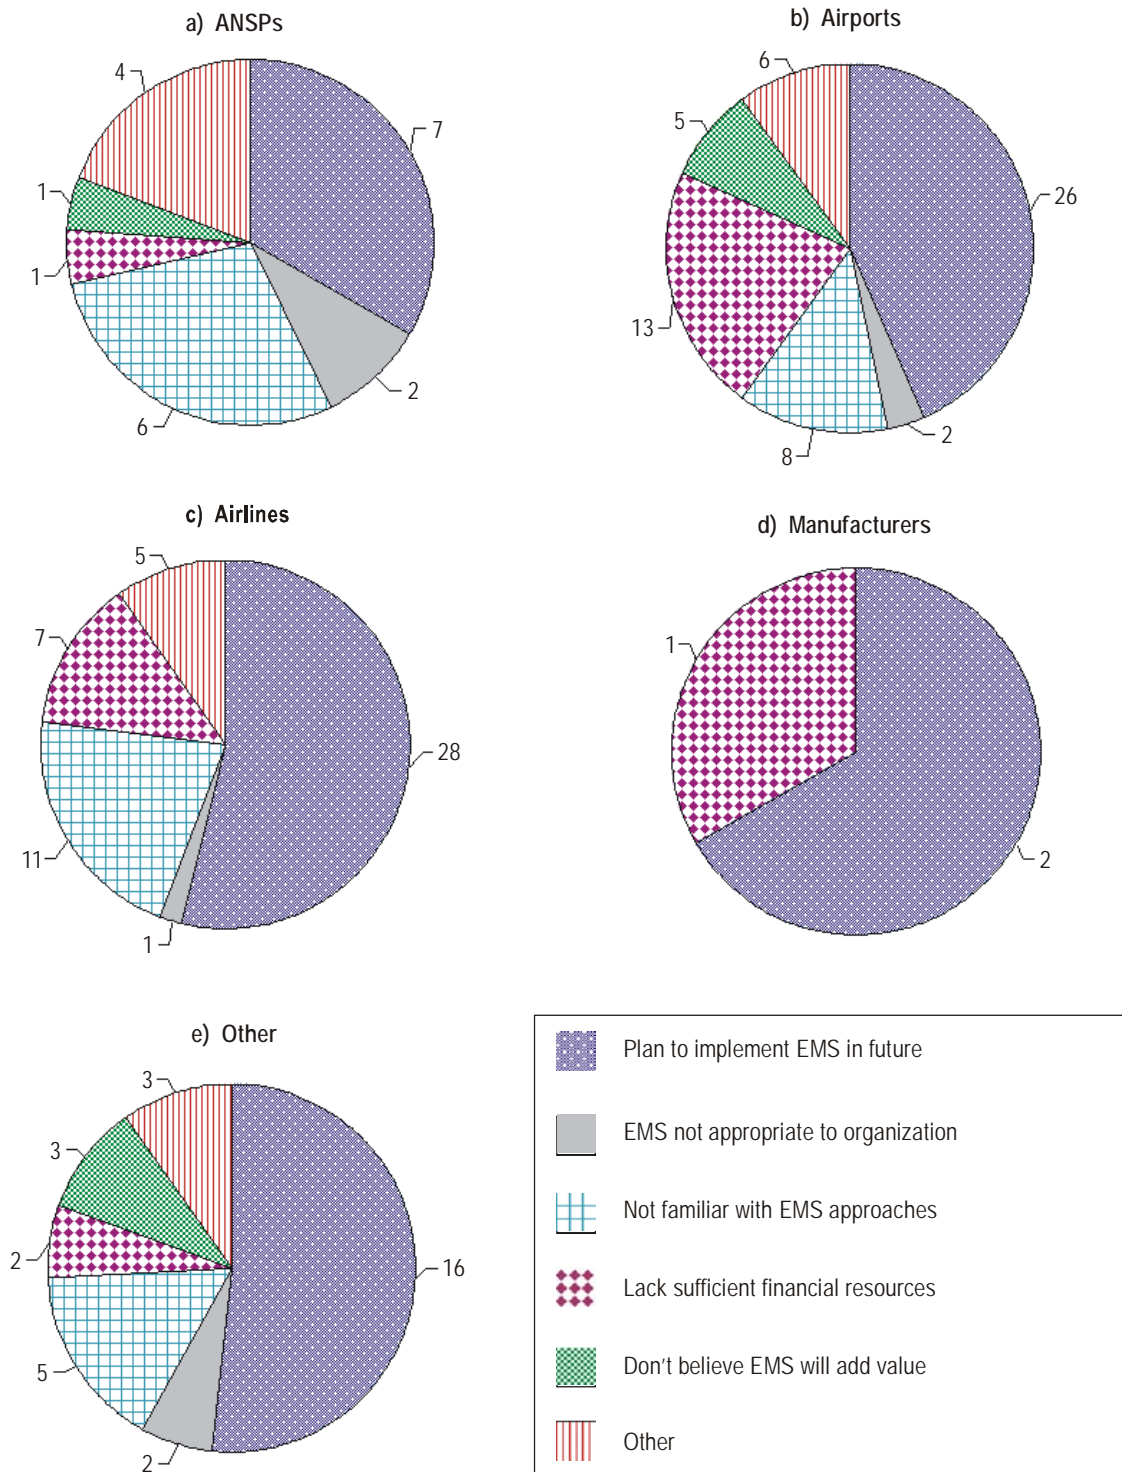 a) ANSPs
4
7
1
1
6
2
b) Airports
6
5
26
13
8
2
c) Airlines
5
7
28
11
1
d) Manufacturers
1
2
e) Other
3
3
2
16
5
2
Plan to implement EMS in future
EMS not appropriate to organization
Not familiar with EMS approaches
Lack sufficient financial resources
Don't believe EMS will add value
Other